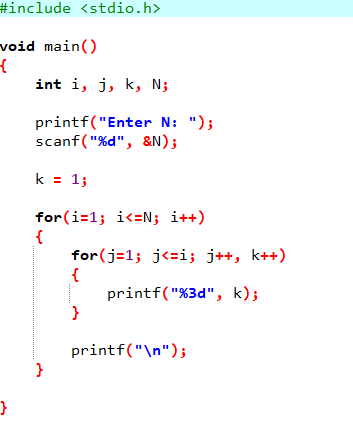 #include <stdio.h>
void main()
{
int i, j, k, N;
printf("Enter N: ");
scanf("%d", &N);
k = 1;
for(i=1; i<=N; i++)
{
for(j=1; j<=i; j++, k++)
{
printf("%3d", k);
}
printf("\n");
}
}